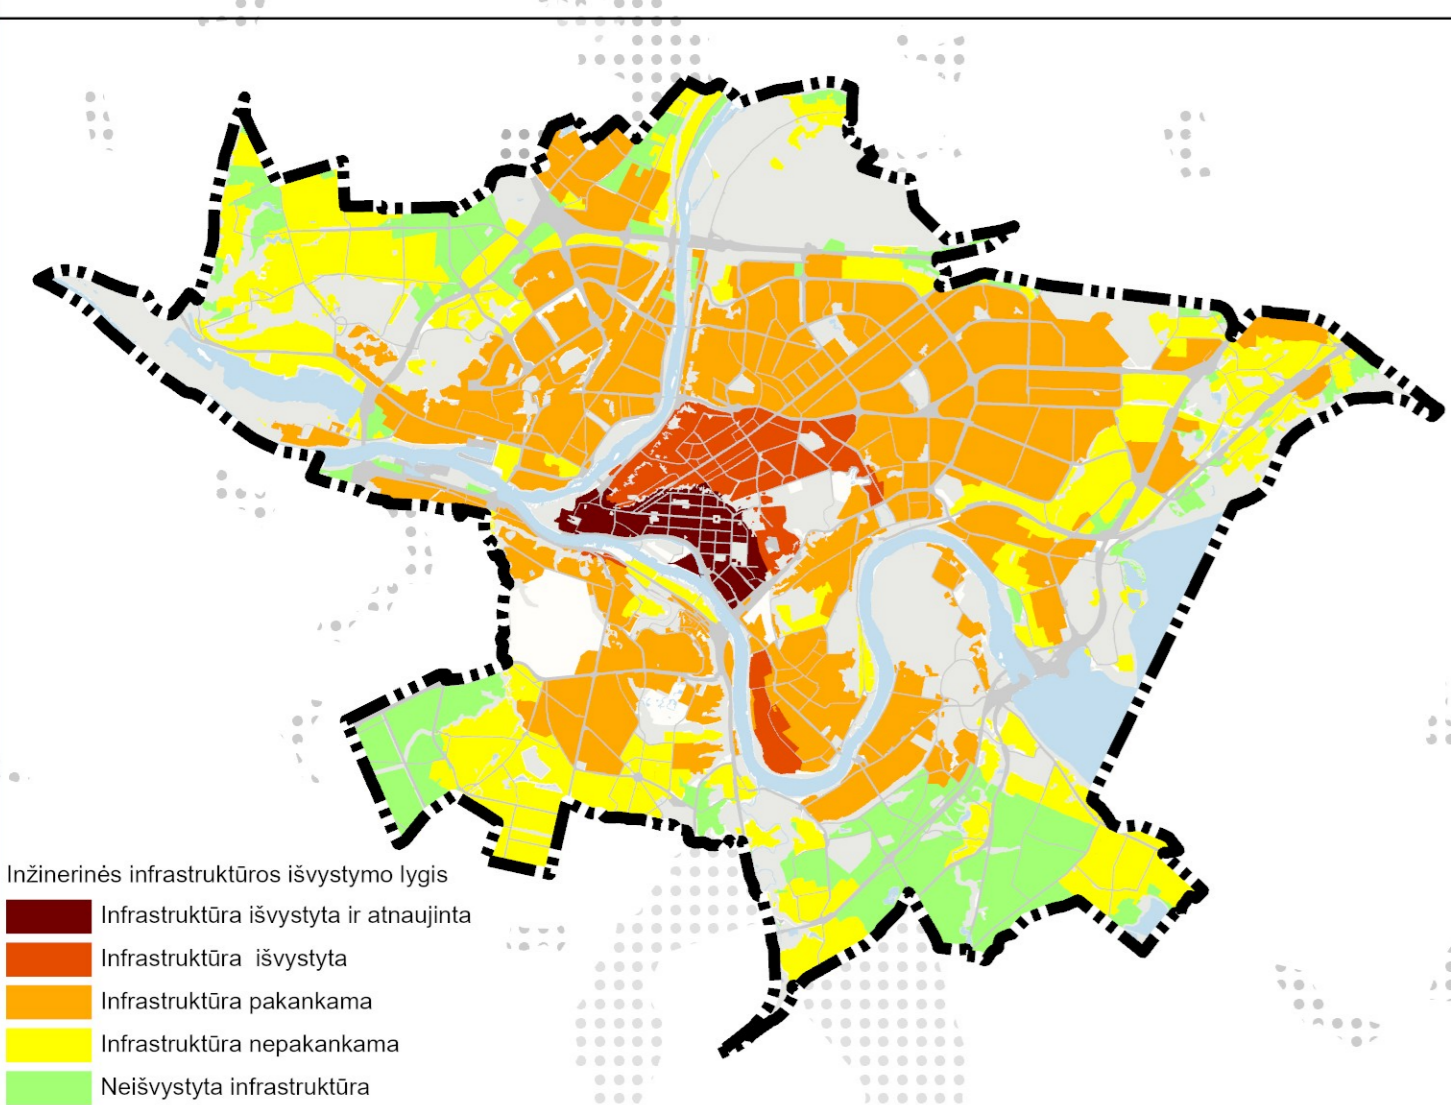 Inžinerinės infrastruktūros išvystymo lygis
Infrastruktūra išvystyta ir atnaujinta
Infrastruktūra išvystyta
Infrastruktūra pakankama
Infrastruktūra nepakankama
Neišvystyta infrastruktūra